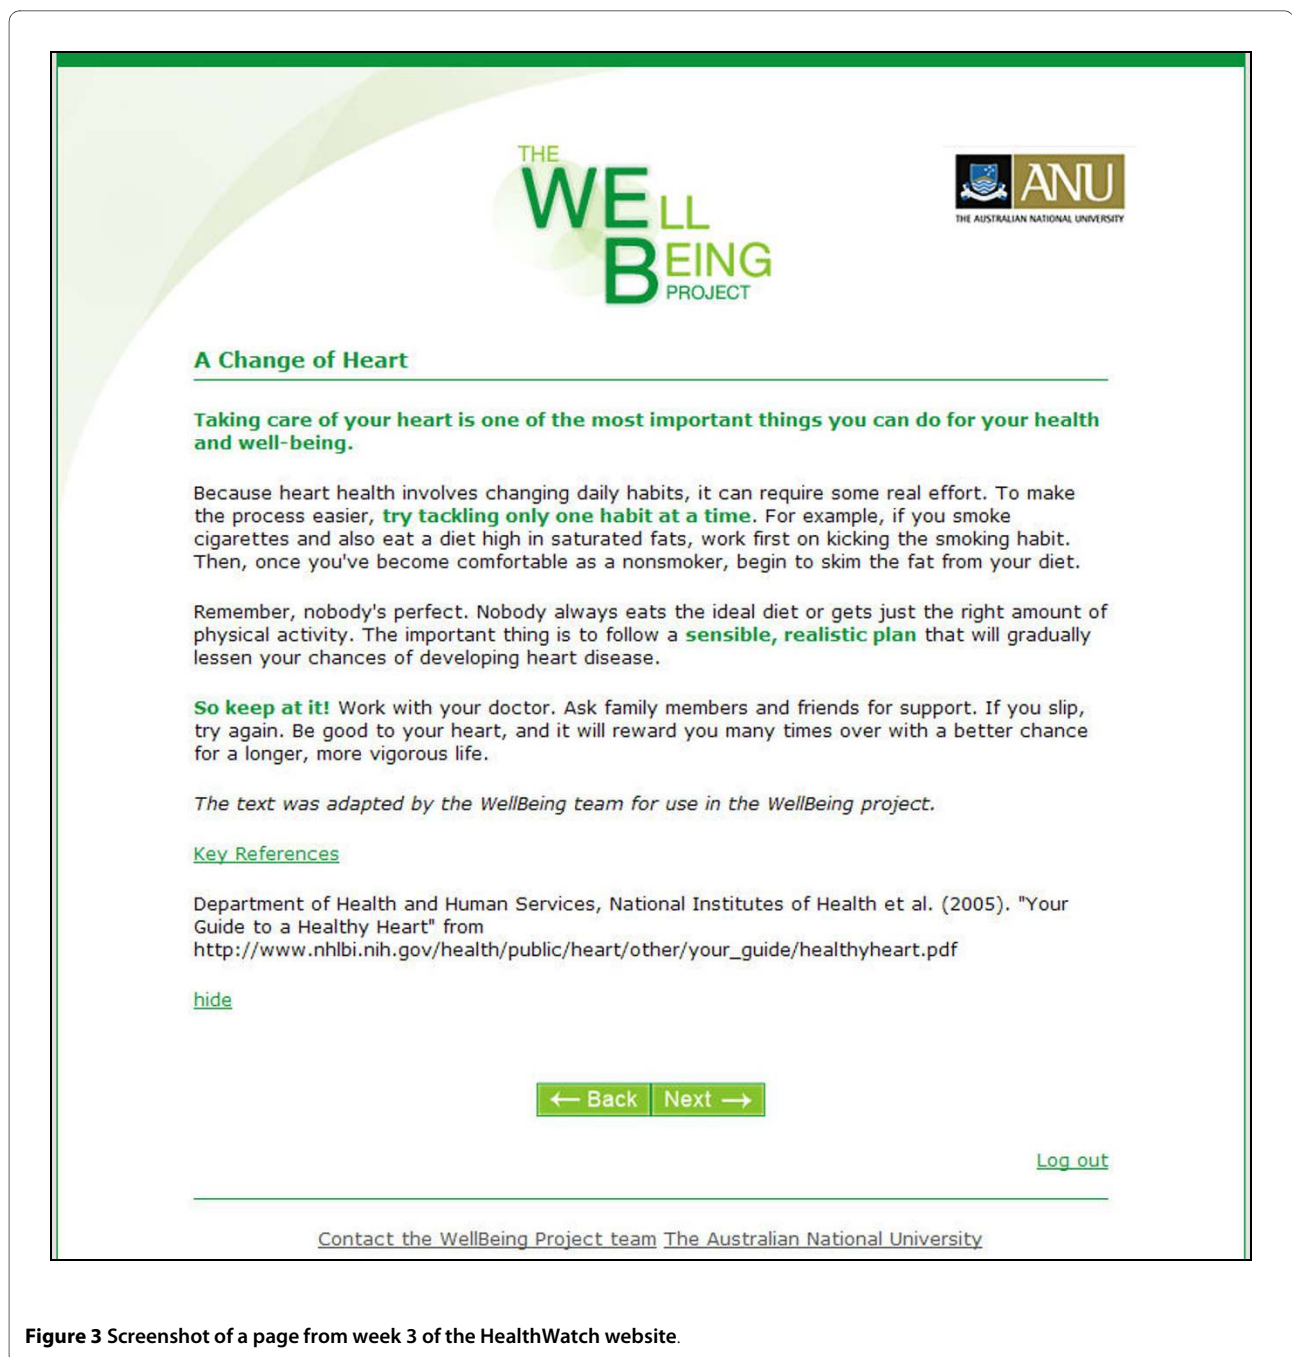 THE
WELL
BEING
PROJECT
ANU
THE AUSTRALIAN NATIONAL UNIVERSITY
A Change of Heart
Taking care of your heart is one of the most important things you can do for your health
and well-being.
Because heart health involves changing daily habits, it can require some real effort. To make
the process easier, try tackling only one habit at a time. For example, if you smoke
cigarettes and also eat a diet high in saturated fats, work first on kicking the smoking habit.
Then, once you've become comfortable as a nonsmoker, begin to skim the fat from your diet.
Remember, nobody's perfect. Nobody always eats the ideal diet or gets just the right amount of
physical activity. The important thing is to follow a sensible, realistic plan that will gradually
lessen your chances of developing heart disease.
So keep at it! Work with your doctor. Ask family members and friends for support. If you slip,
try again. Be good to your heart, and it will reward you many times over with a better chance
for a longer, more vigorous life.
The text was adapted by the WellBeing team for use in the WellBeing project.
Key References
Department of Health and Human Services, National Institutes of Health et al. (2005). "Your
Guide to a Healthy Heart" from
http://www.nhlbi.nih.gov/health/public/heart/other/your_guide/healthyheart.pdf
hide
← Back Next →
Log out
Contact the WellBeing Project team The Australian National University
Figure 3 Screenshot of a page from week 3 of the HealthWatch website.